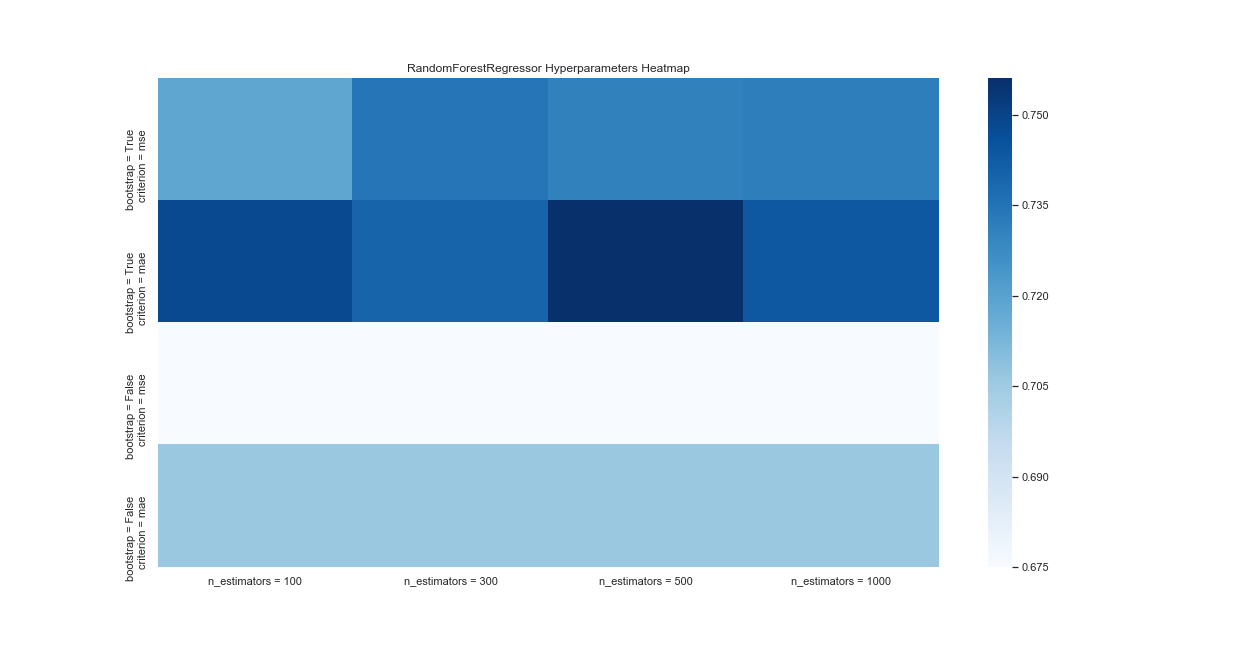 RandomForestRegressor Hyperparameters Heatmap
bootstrap = True
criterion = mse
bootstrap = True
criterion = mae
bootstrap = False
criterion = mse
bootstrap = False
criterion = mae
n_estimators = 100
n_estimators = 300
n_estimators = 500
n_estimators = 1000
0.750
0.735
0.720
0.705
0.690
0.675